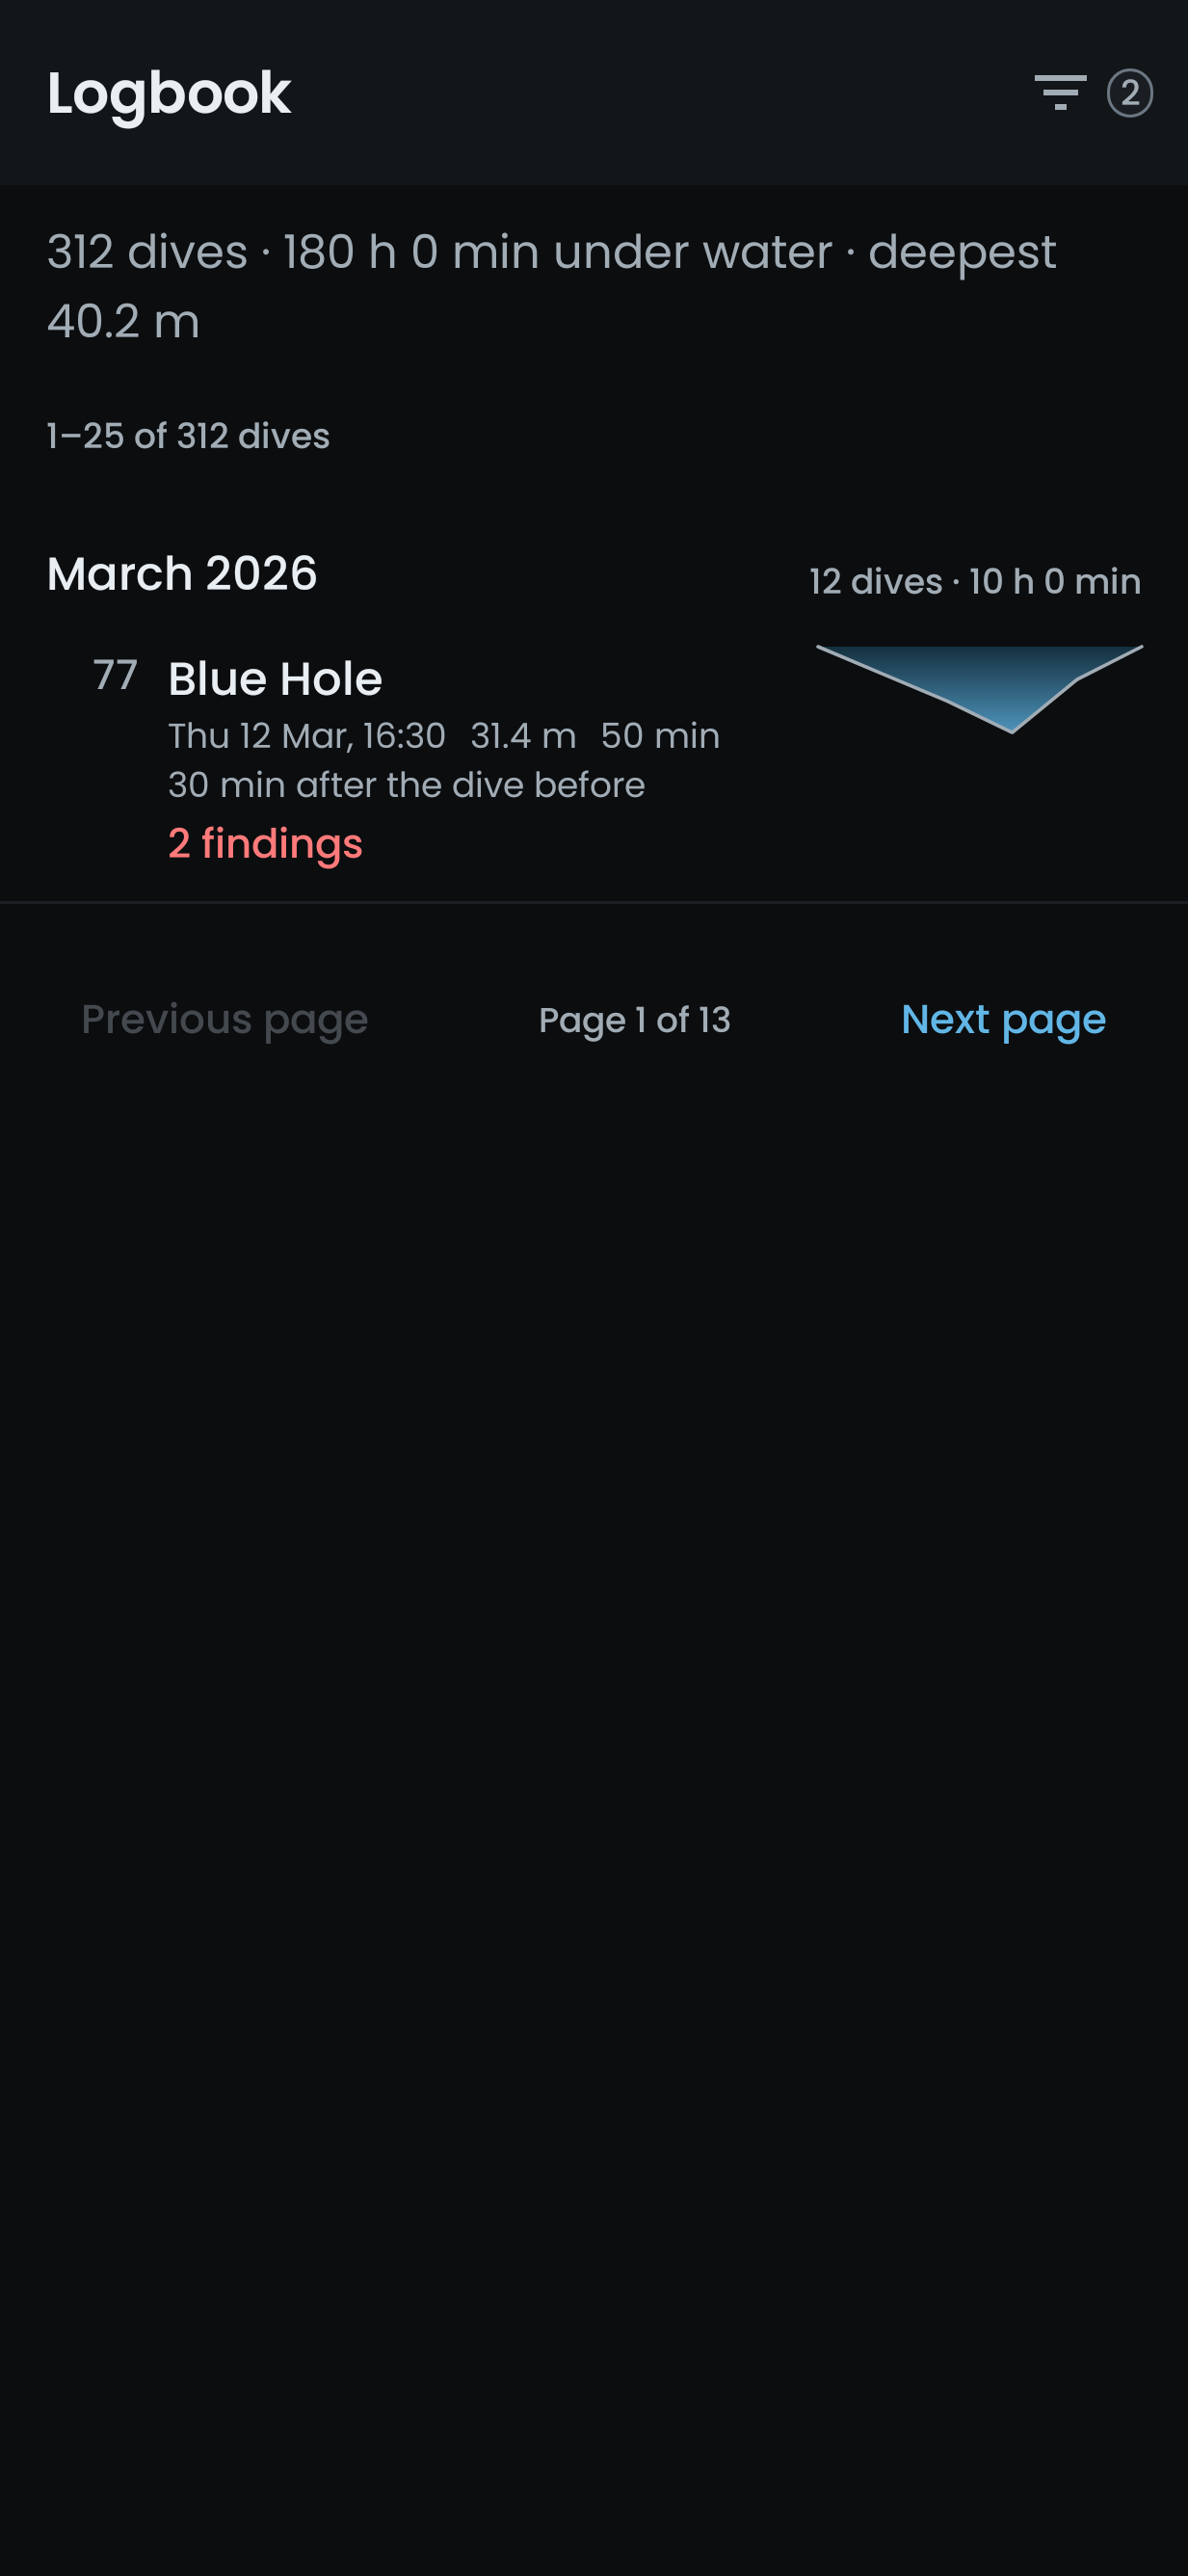 Logbook
2
312 dives · 180 h 0 min under water · deepest
40.2 m
1–25 of 312 dives
March 2026
12 dives · 10 h 0 min
77
Blue Hole
Thu 12 Mar, 16:30 31.4 m 50 min
30 min after the dive before
2 findings
Previous page
Page 1 of 13
Next page